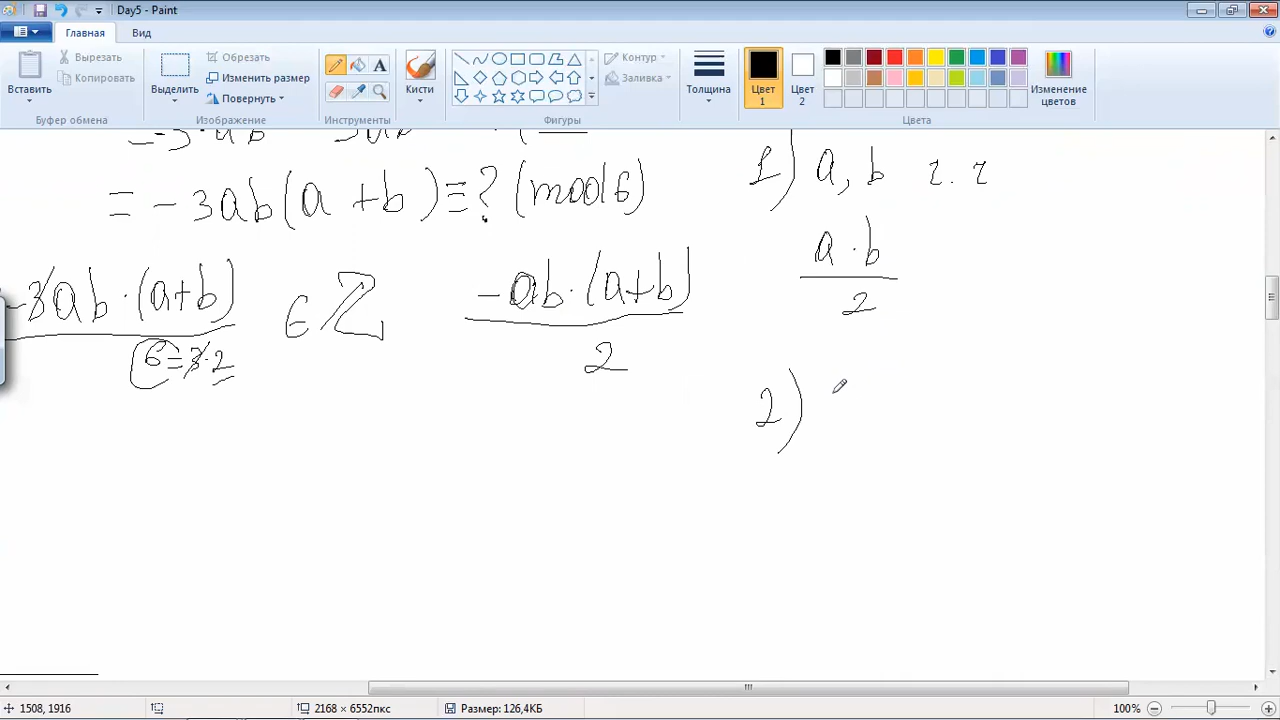 Day5 - Paint
Главная
Вид
Вставить
Вырезать
Копировать
Буфер обмена
Выделить
Обрезать
Изменить размер
Повернуть
Изображение
Инструменты
Кисти
Фигуры
Контур
Заливка
Толщина
Цвет 1
Цвет 2
Изменение цветов
Цвета
= -3ab(a+b) ≡ ? (mod 6)
-3ab·(a+b)
6=3·2
∈ ℤ
-ab·(a+b)
2
1) a, b ч. ч
a·b
2
2)
1508, 1916
2168 × 6552пкс
Размер: 126,4КБ
100%